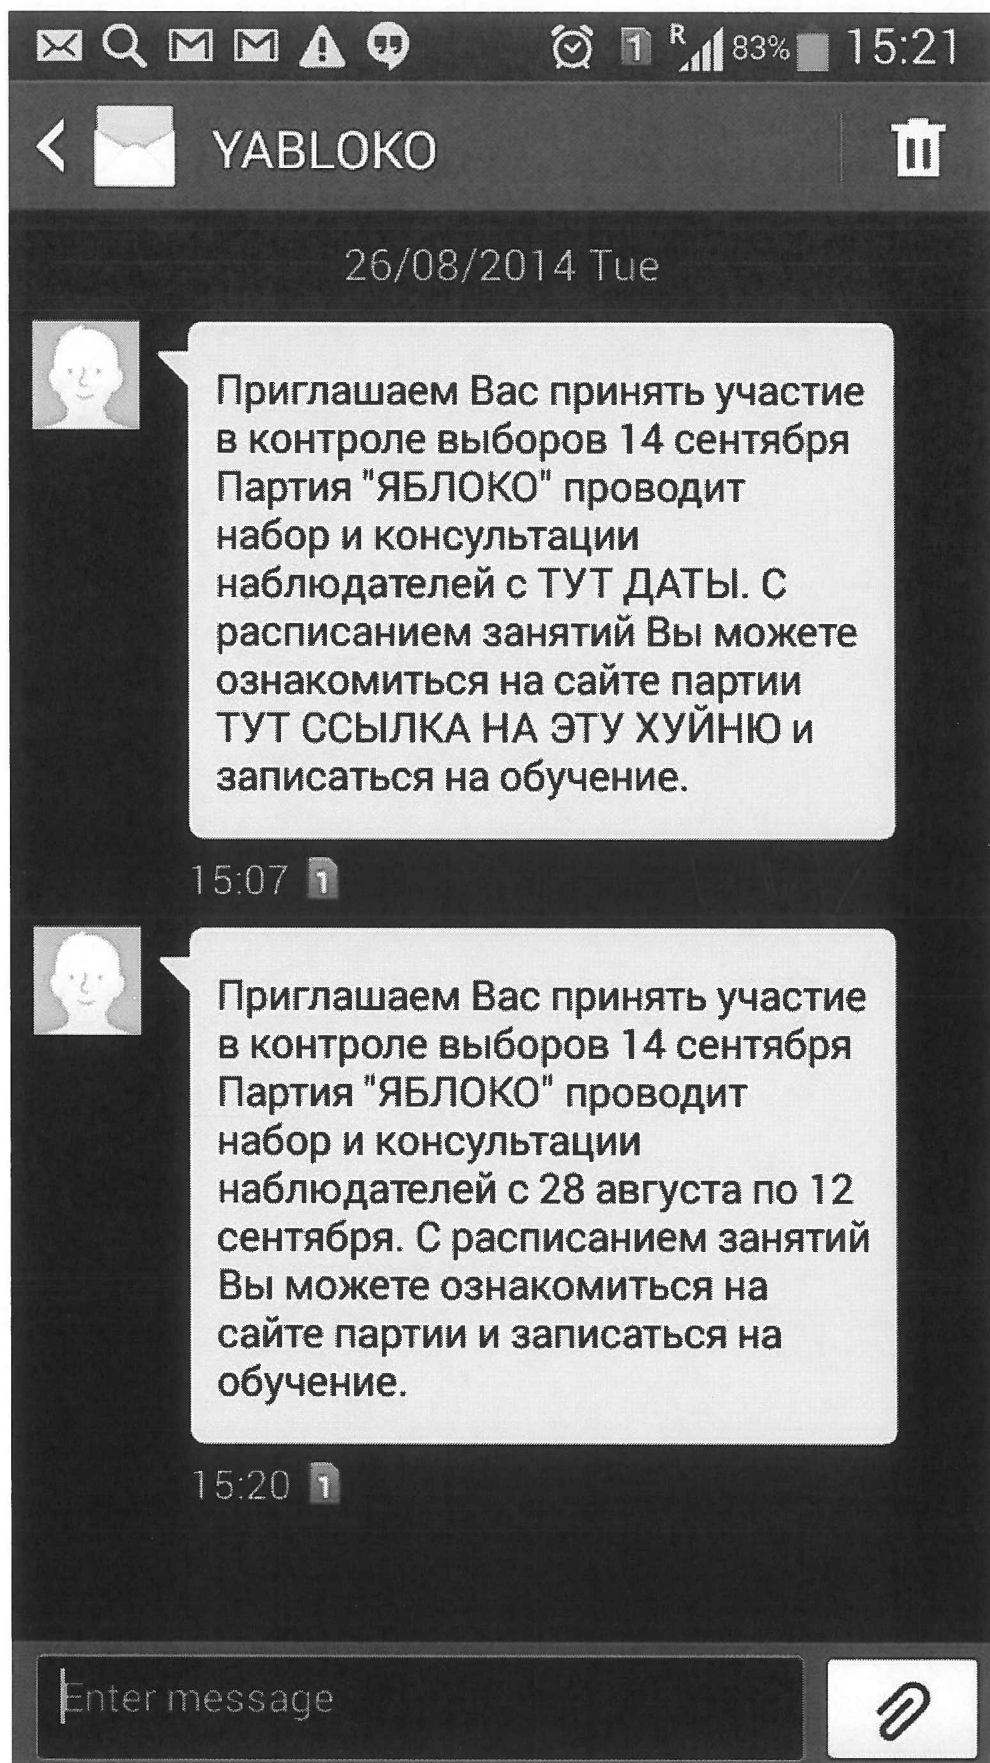 R 83% 15:21
YABLOKO
26/08/2014 Tue
Приглашаем Вас принять участие
в контроле выборов 14 сентября
Партия "ЯБЛОКО" проводит
набор и консультации
наблюдателей с ТУТ ДАТЫ. С
расписанием занятий Вы можете
ознакомиться на сайте партии
ТУТ ССЫЛКА НА ЭТУ ХУЙНЮ и
записаться на обучение.
15:07 1
Приглашаем Вас принять участие
в контроле выборов 14 сентября
Партия "ЯБЛОКО" проводит
набор и консультации
наблюдателей с 28 августа по 12
сентября. С расписанием занятий
Вы можете ознакомиться на
сайте партии и записаться на
обучение.
15:20 1
Enter message